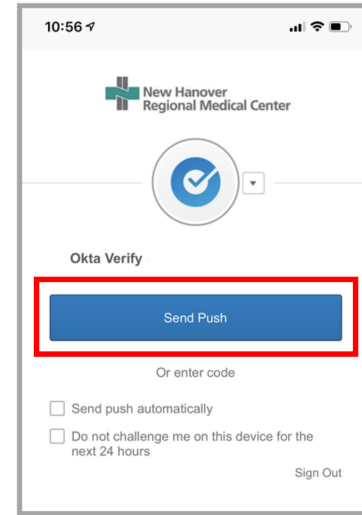 10:56
New Hanover
Regional Medical Center
Okta Verify
Send Push
Or enter code
Send push automatically
Do not challenge me on this device for the
next 24 hours
Sign Out